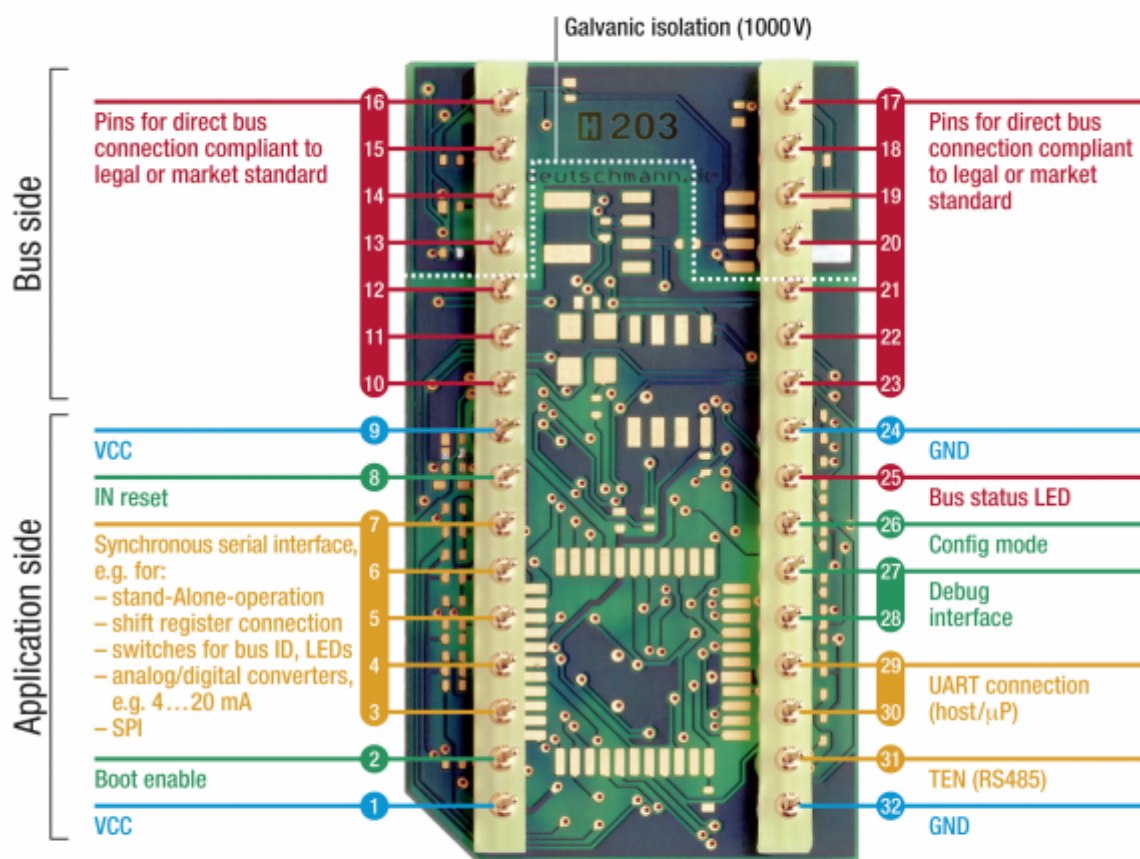 Galvanic isolation (1000 V)
Bus side
16
Pins for direct bus
connection compliant to
legal or market standard
15
14
13
12
11
10
17
Pins for direct bus
connection compliant
to legal or market
standard
18
19
20
21
22
23
203
eutschmann.de
Application side
9
VCC
8
IN reset
7
Synchronous serial interface,
e.g. for:
– stand-Alone-operation
– shift register connection
– switches for bus ID, LEDs
– analog/digital converters,
e.g. 4…20 mA
– SPI
6
5
4
3
2
Boot enable
1
VCC
24
GND
25
Bus status LED
26
Config mode
27
Debug
interface
28
29
UART connection
(host/µP)
30
31
TEN (RS485)
32
GND